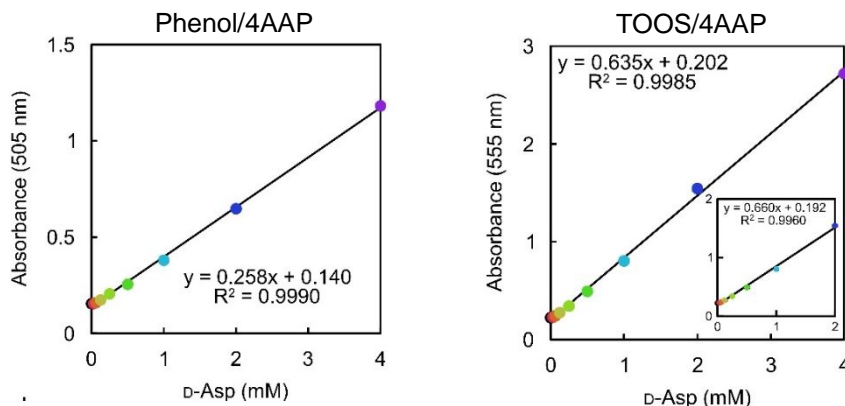 Phenol/4AAP
1.5
1
0.5
0
Absorbance (505 nm)
y = 0.258x + 0.140
R² = 0.9990
0 1 2 3 4
D-Asp (mM)
TOOS/4AAP
3
2
1
0
Absorbance (555 nm)
y = 0.635x + 0.202
R² = 0.9985
2
1
0
y = 0.660x + 0.192
R² = 0.9960
0 1 2
0 1 2 3 4
D-Asp (mM)